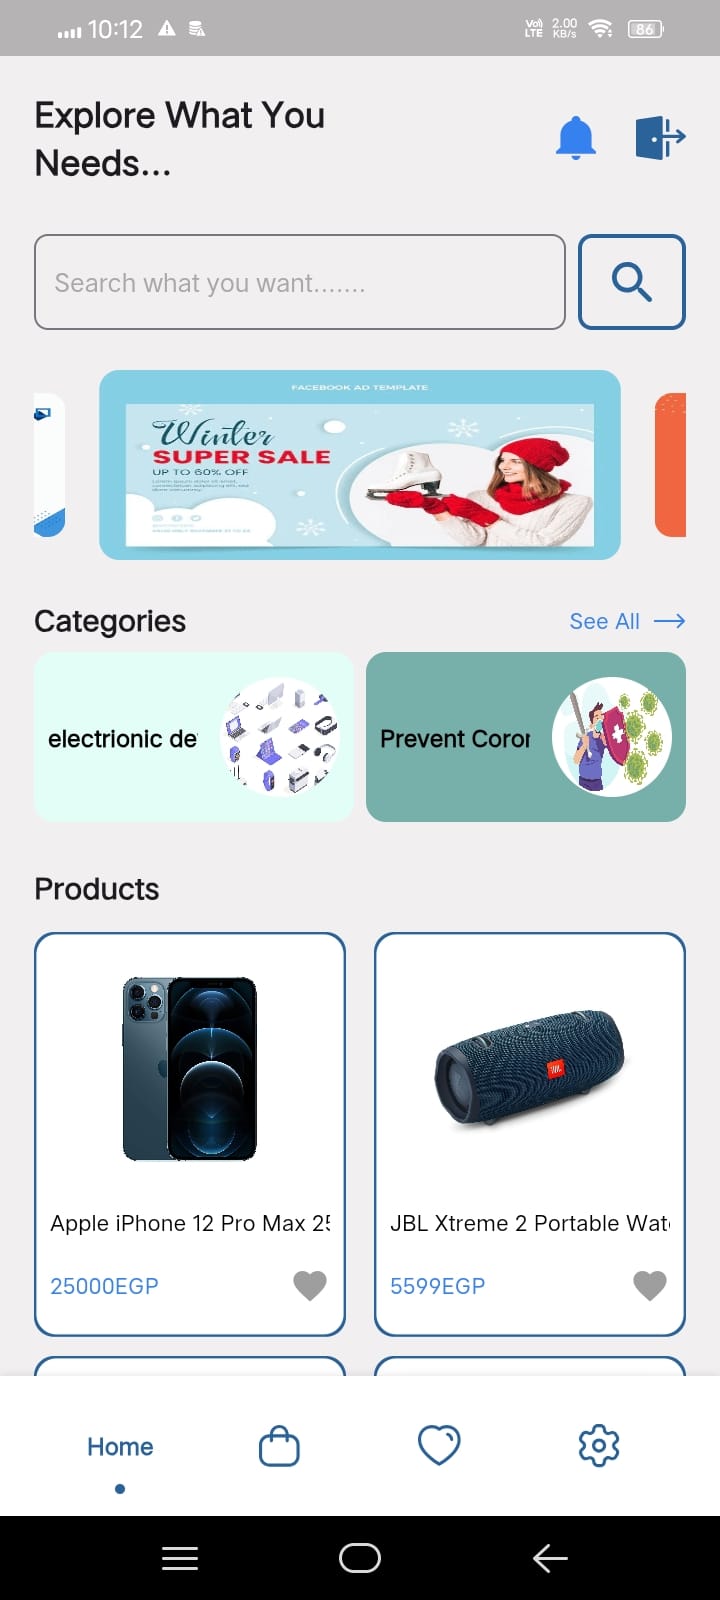 10:12
Vo) LTE
2.00 KB/s
86
Explore What You
Needs...
Search what you want.......
FACEBOOK AD TEMPLATE
Winter
SUPER SALE
UP TO 60% OFF
Categories
See All
electrionic de
Prevent Coror
Products
JBL
Apple iPhone 12 Pro Max 25
JBL Xtreme 2 Portable Wat
25000EGP
5599EGP
Home